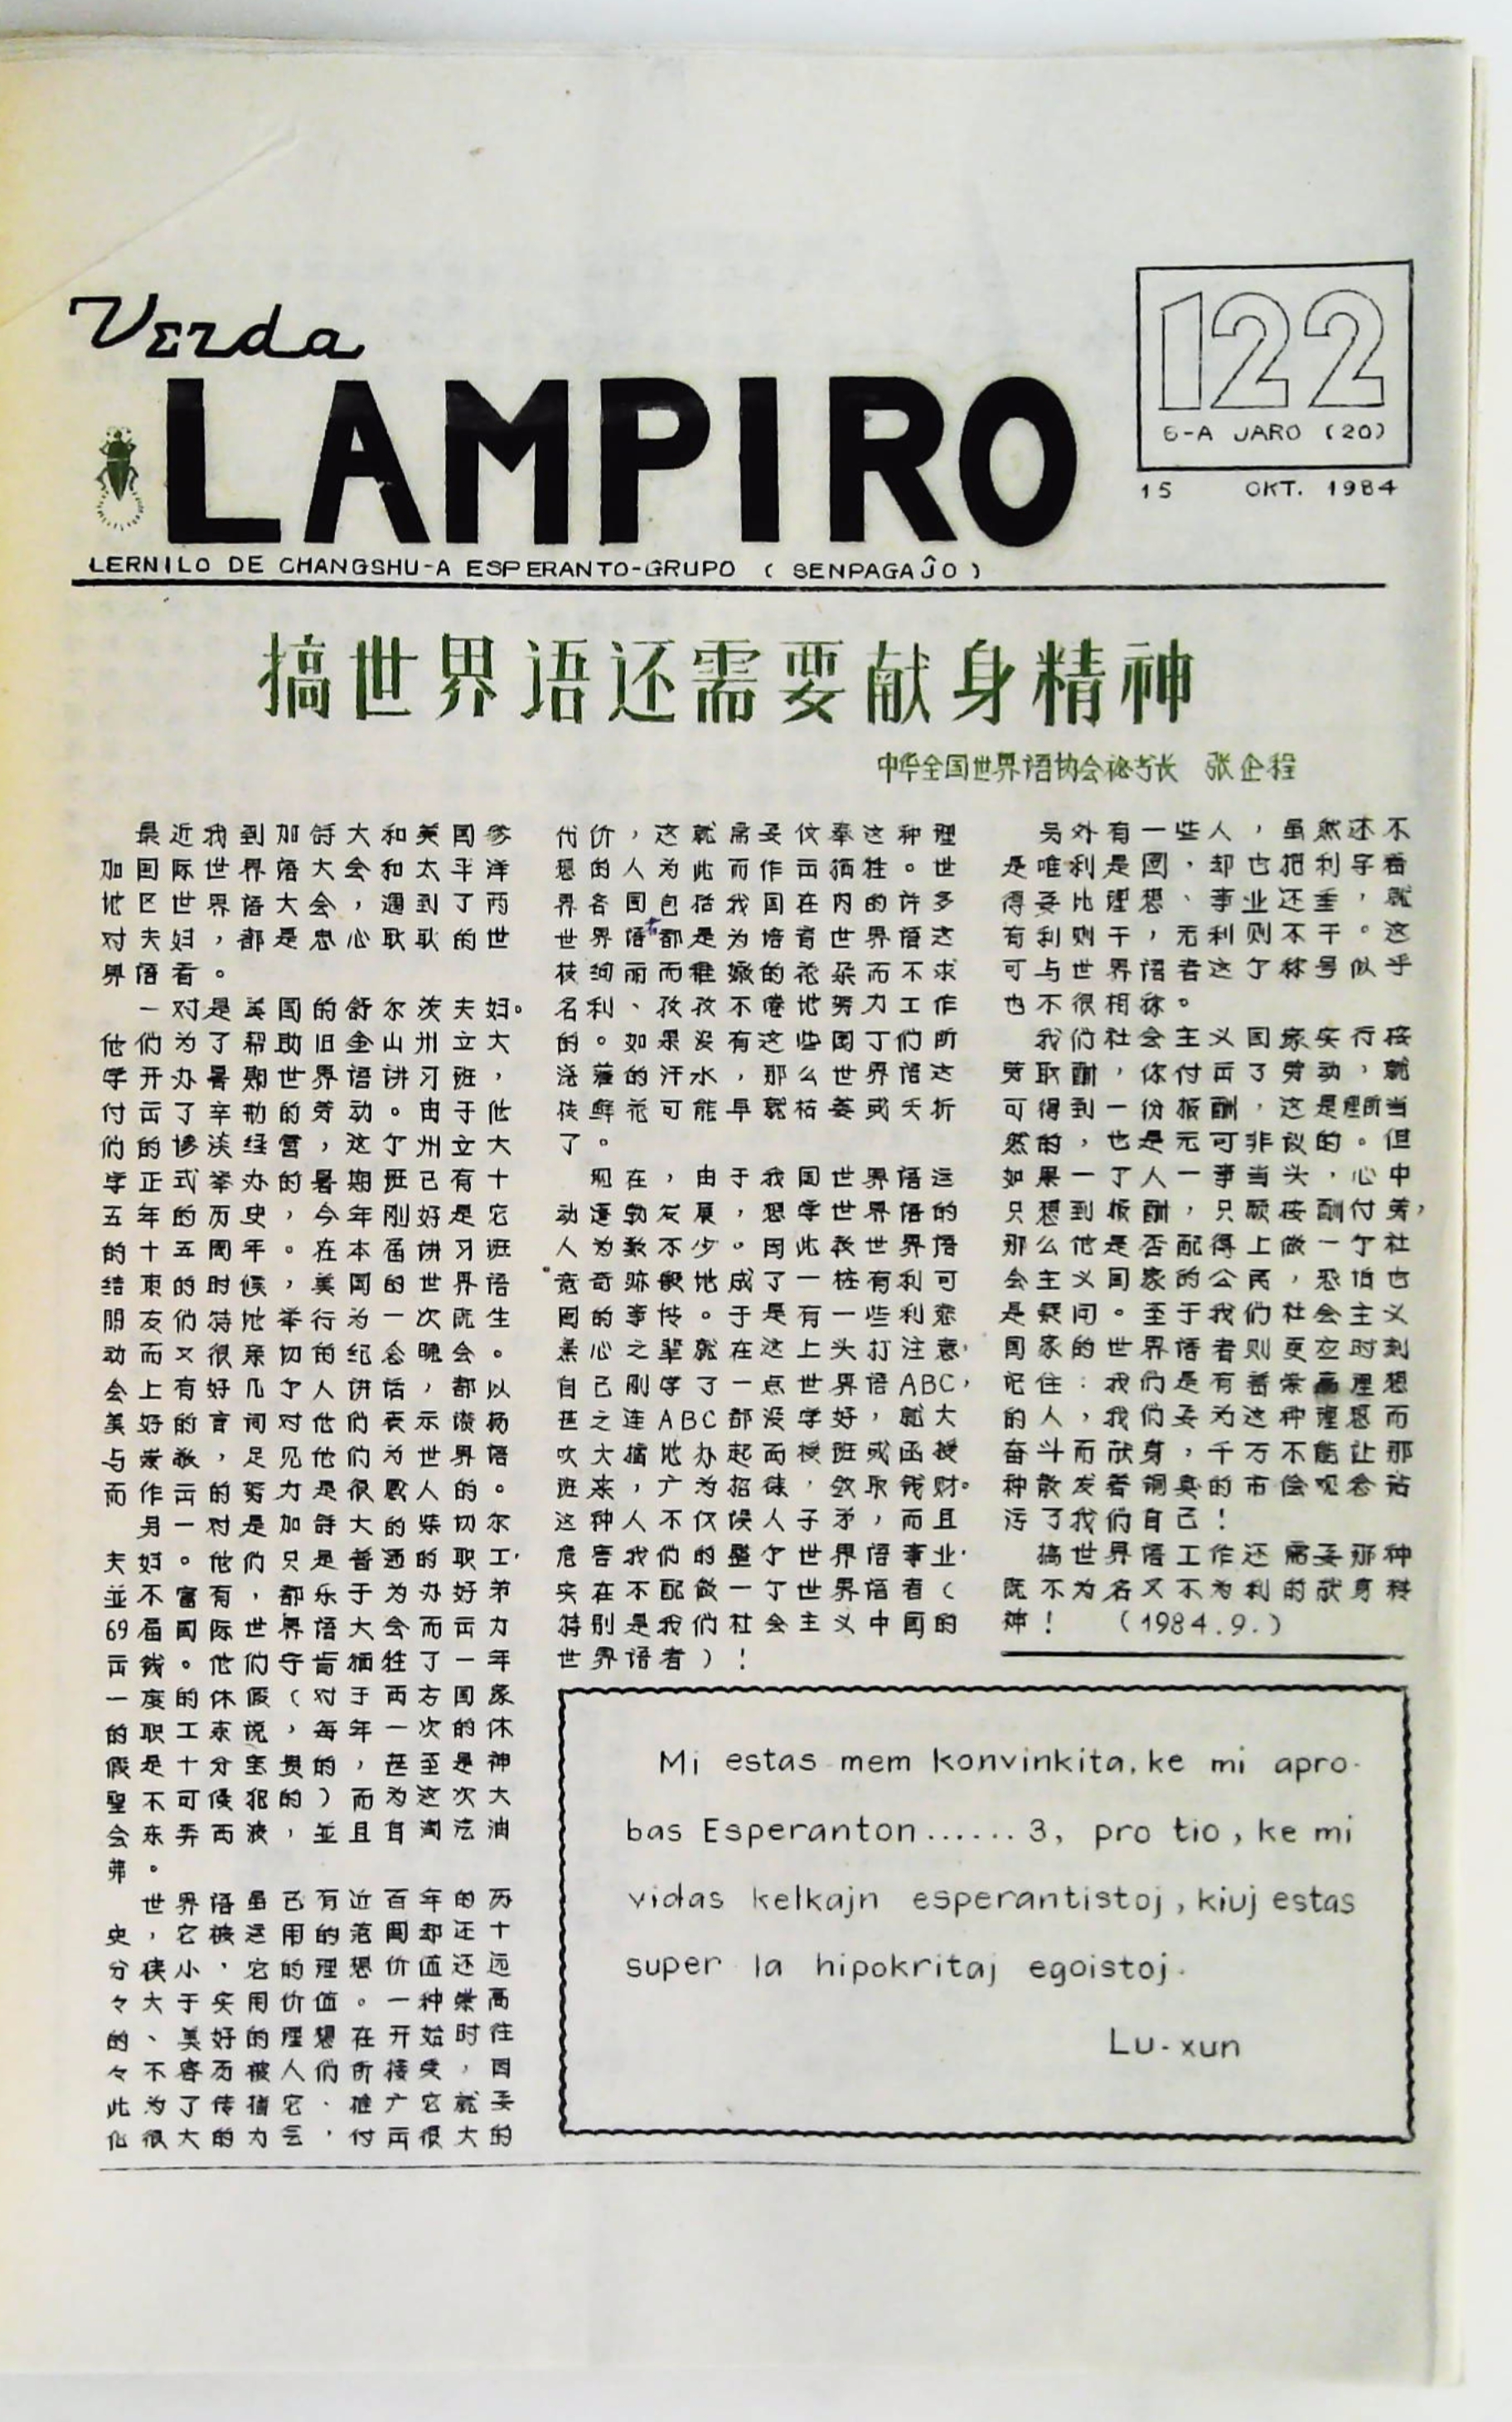 Verda
LAMPIRO
122
6-A JARO (20)
15 OKT. 1984
LERNILO DE CHANGSHU-A ESPERANTO-GRUPO ( SENPAGAĴO )
搞世界语还需要献身精神
中华全国世界语协会秘书长 张企程
最近我到加拿大和美国参
加国际世界语大会和太平洋
地区世界语大会，遇到了两
对夫妇，都是忠心耿耿的世
界语者。
一对是美国的舒尔茨夫妇。
他们为了帮助旧金山州立大
学开办暑期世界语讲习班，
付出了辛勤的劳动。由于他
们的惨淡经营，这个州立大
学正式举办的暑期班已有十
五年的历史，今年刚好是它
的十五周年。在本届讲习班
结束的时候，美国的世界语
朋友们特地举行为一次既生
动而又很亲切的纪念晚会。
会上有好几个人讲话，都以
美好的言词对他们表示赞扬
与崇敬，足见他们为世界语
而作出的努力是很感人的。
另一对是加拿大的柴切尔
夫妇。他们只是普通的职工，
並不富有，都乐于为办好第
69届国际世界语大会而出力
出钱。他们宁肯牺牲了一年
一度的休假（对于西方国家
的职工来说，每年一次的休
假是十分宝贵的，甚至是神
聖不可侵犯的）而为这次大
会东奔西波，並且自掏汽油
费。
世界语虽已有近百年的历
史，它被运用的范围却还十
分狭小，它的理想价值还远
々大于实用价值。一种崇高
的、美好的理想在开始时往
々不容易被人们所接受，因
此为了传播它、推广它就要
化很大的力气，付出很大的
代价，这就需要仗奉这种理
想的人为此而作出牺牲。世
界各国包括我国在内的许多
世界语者都是为培育世界语这
枝绚丽而稚嫩的花朵而不求
名利、孜孜不倦地努力工作
的。如果没有这些园丁们所
浇灌的汗水，那么世界语这
枝鲜花可能早就枯萎或夭折
了。
现在，由于我国世界语运
动蓬勃发展，想学世界语的
人为数不少。因此教世界语
竟奇跡般地成了一桩有利可
图的事情。于是有一些利慾
熏心之辈就在这上头打注意，
自己刚学了一点世界语ABC，
甚之连ABC都没学好，就大
吹大擂地办起面授班或函授
班来，广为招徕，敛取钱财。
这种人不仅误人子弟，而且
危害我们的整个世界语事业，
实在不配做一个世界语者（
特别是我们社会主义中国的
世界语者）！
另外有一些人，虽然还不
是唯利是图，却也把利字看
得要比理想、事业还重，就
有利则干，无利则不干。这
可与世界语者这个称号似乎
也不很相称。
我们社会主义国家实行按
劳取酬，你付出了劳动，就
可得到一份报酬，这是理所当
然的，也是无可非议的。但
如果一个人一事当头，心中
只想到报酬，只愿按酬付劳，
那么他是否配得上做一个社
会主义国家的公民，恐怕也
是疑问。至于我们社会主义
国家的世界语者则更应时刻
记住：我们是有着崇高理想
的人，我们要为这种理想而
奋斗而献身，千万不能让那
种散发着铜臭的市侩观念玷
污了我们自己！
搞世界语工作还需要那种
既不为名又不为利的献身精
神！ （1984.9.）
Mi estas mem konvinkita, ke mi apro-
bas Esperanton...... 3, pro tio, ke mi
vidas kelkajn esperantistoj, kiuj estas
super la hipokritaj egoistoj.
Lu-xun